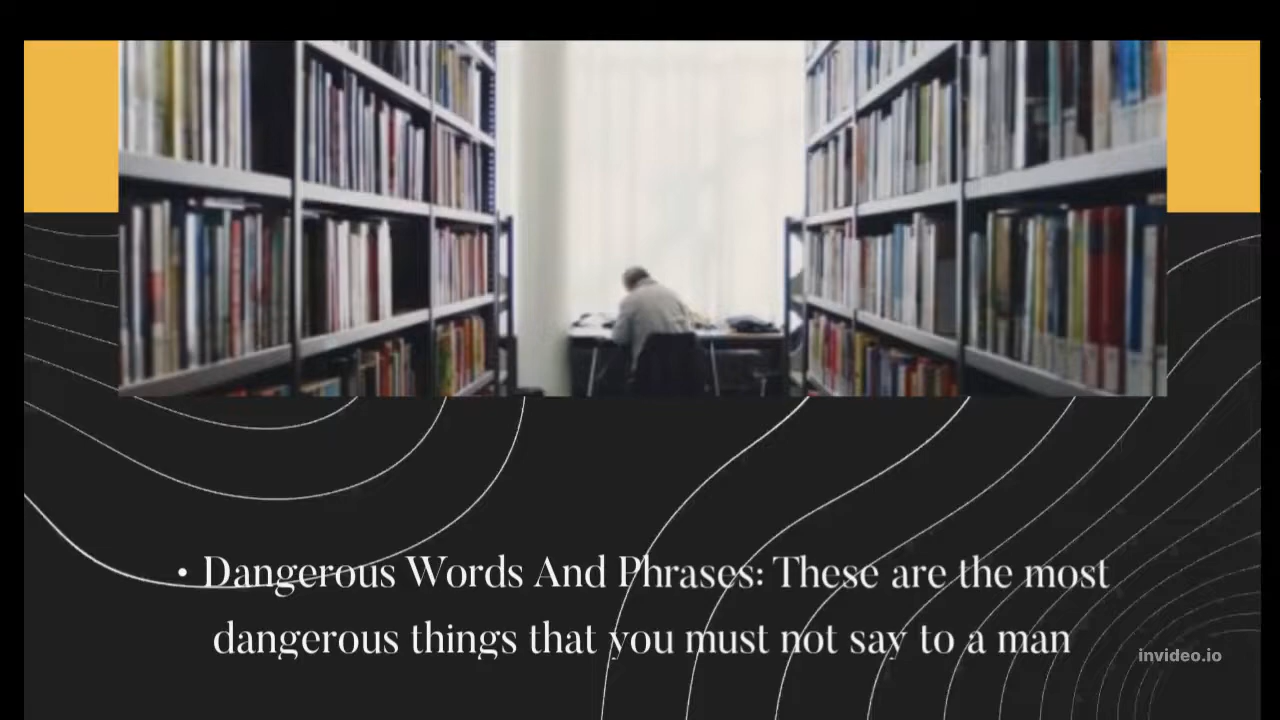 • Dangerous Words And Phrases: These are the most
dangerous things that you must not say to a man
invideo.io